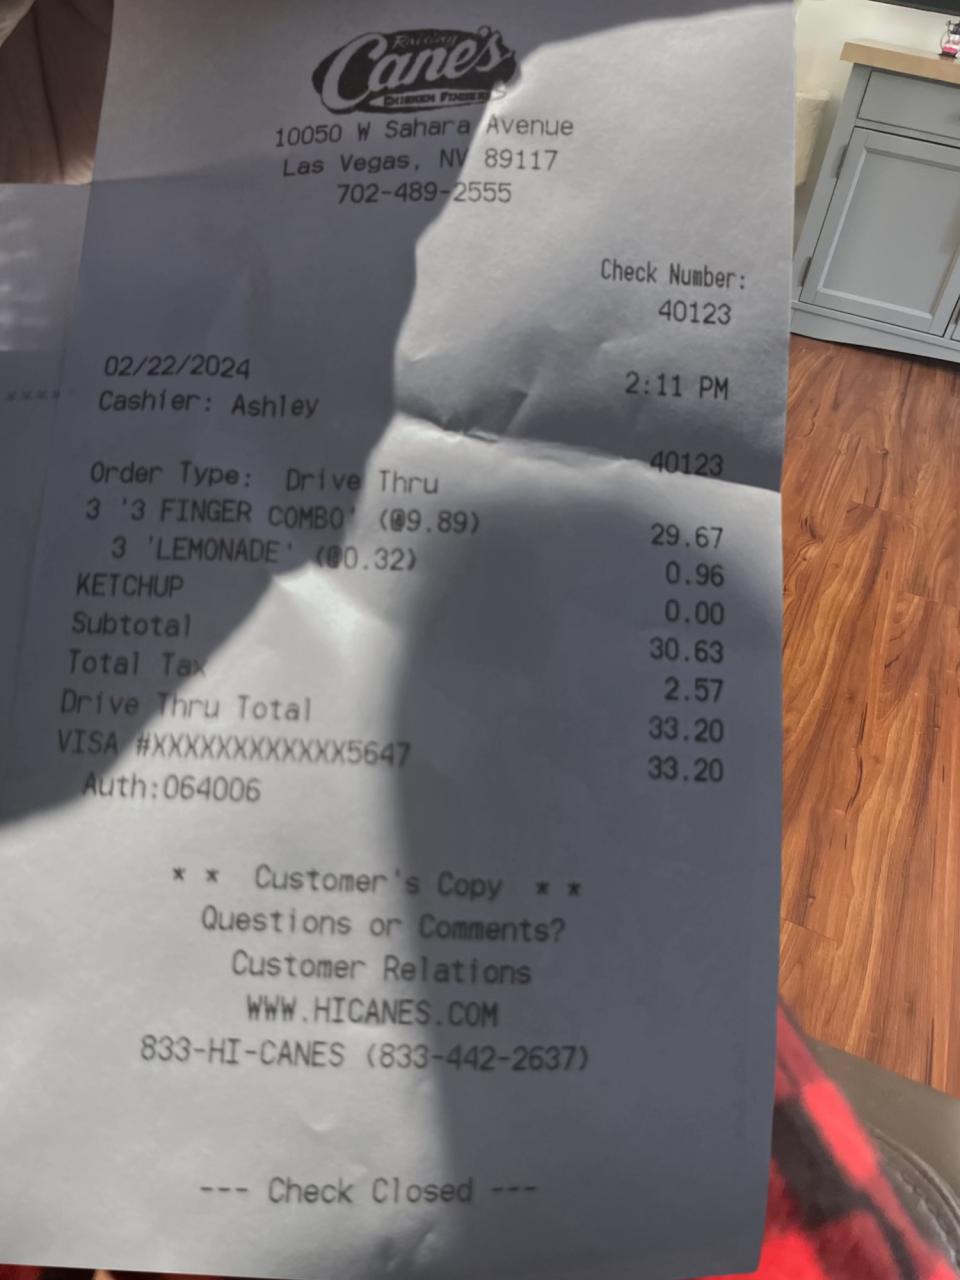 Raising
Cane's
CHICKEN FINGERS
10050 W Sahara Avenue
Las Vegas, NV 89117
702-489-2555
Check Number:
40123
02/22/2024 2:11 PM
Cashier: Ashley
40123
Order Type: Drive Thru
3 '3 FINGER COMBO' (@9.89) 29.67
3 'LEMONADE' (@0.32) 0.96
KETCHUP 0.00
Subtotal 30.63
Total Tax 2.57
Drive Thru Total 33.20
VISA #XXXXXXXXXXXX5647 33.20
Auth:064006
* * Customer's Copy * *
Questions or Comments?
Customer Relations
WWW.HICANES.COM
833-HI-CANES (833-442-2637)
--- Check Closed ---